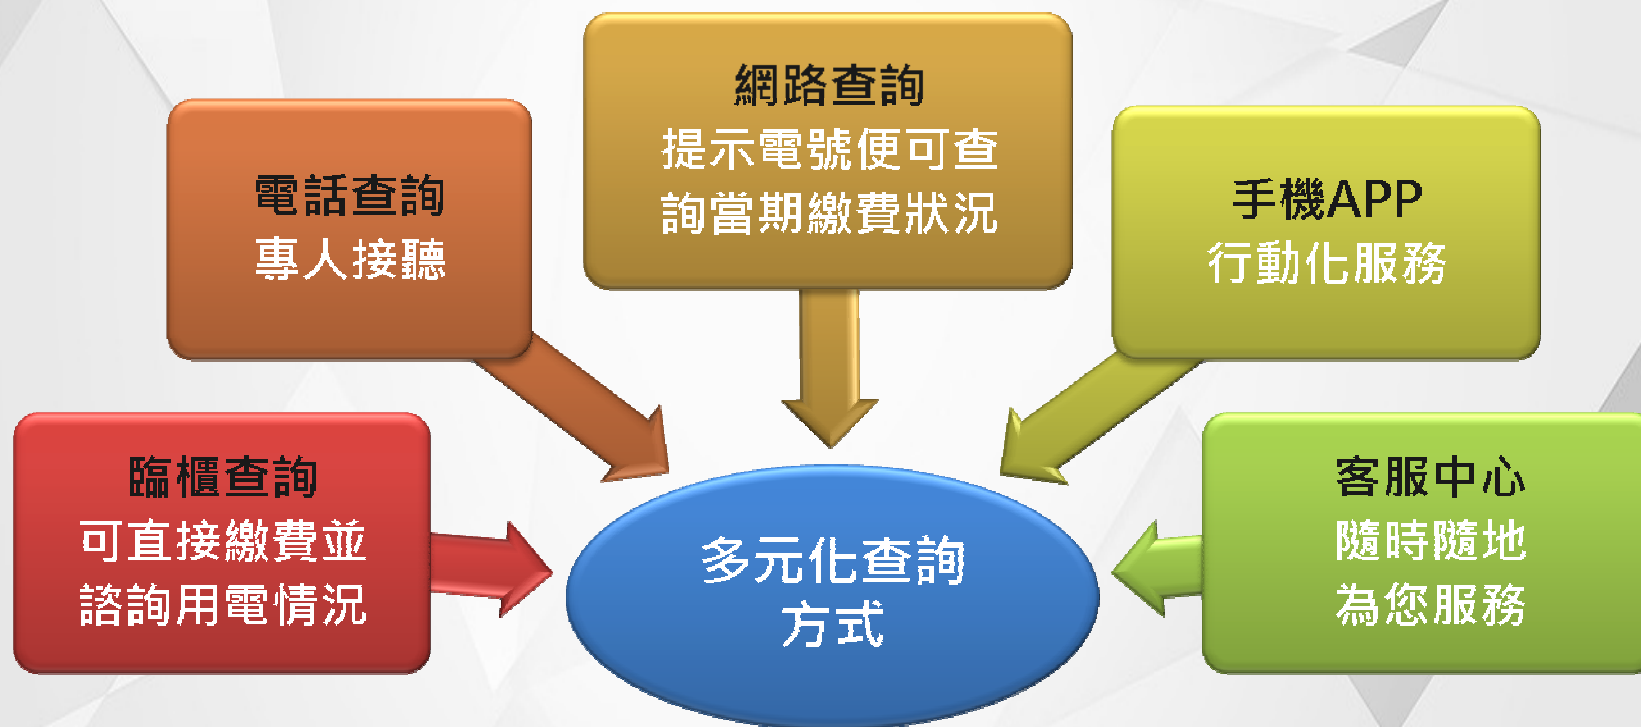 網路查詢
提示電號便可查
詢當期繳費狀況
電話查詢
專人接聽
手機APP
行動化服務
臨櫃查詢
可直接繳費並
諮詢用電情況
客服中心
隨時隨地
為您服務
多元化查詢
方式